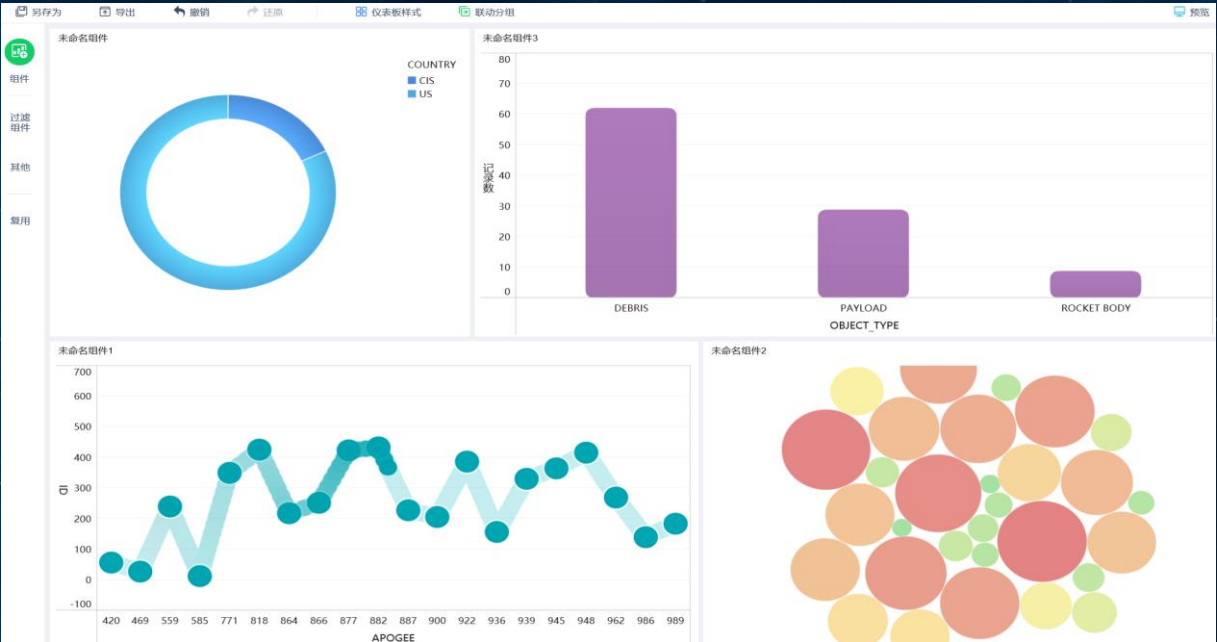 另存为 导出 撤销 还原 仪表板样式 联动分组 预览
组件
过滤
组件
其他
复用
未命名组件
COUNTRY
CIS
US
未命名组件3
80
70
60
50
40
30
20
10
0
记录数
DEBRIS PAYLOAD ROCKET BODY
OBJECT_TYPE
未命名组件1
700
600
500
400
300
200
100
0
-100
ID
420 469 559 585 771 818 864 866 877 882 887 900 922 936 939 945 948 962 986 989
APOGEE
未命名组件2